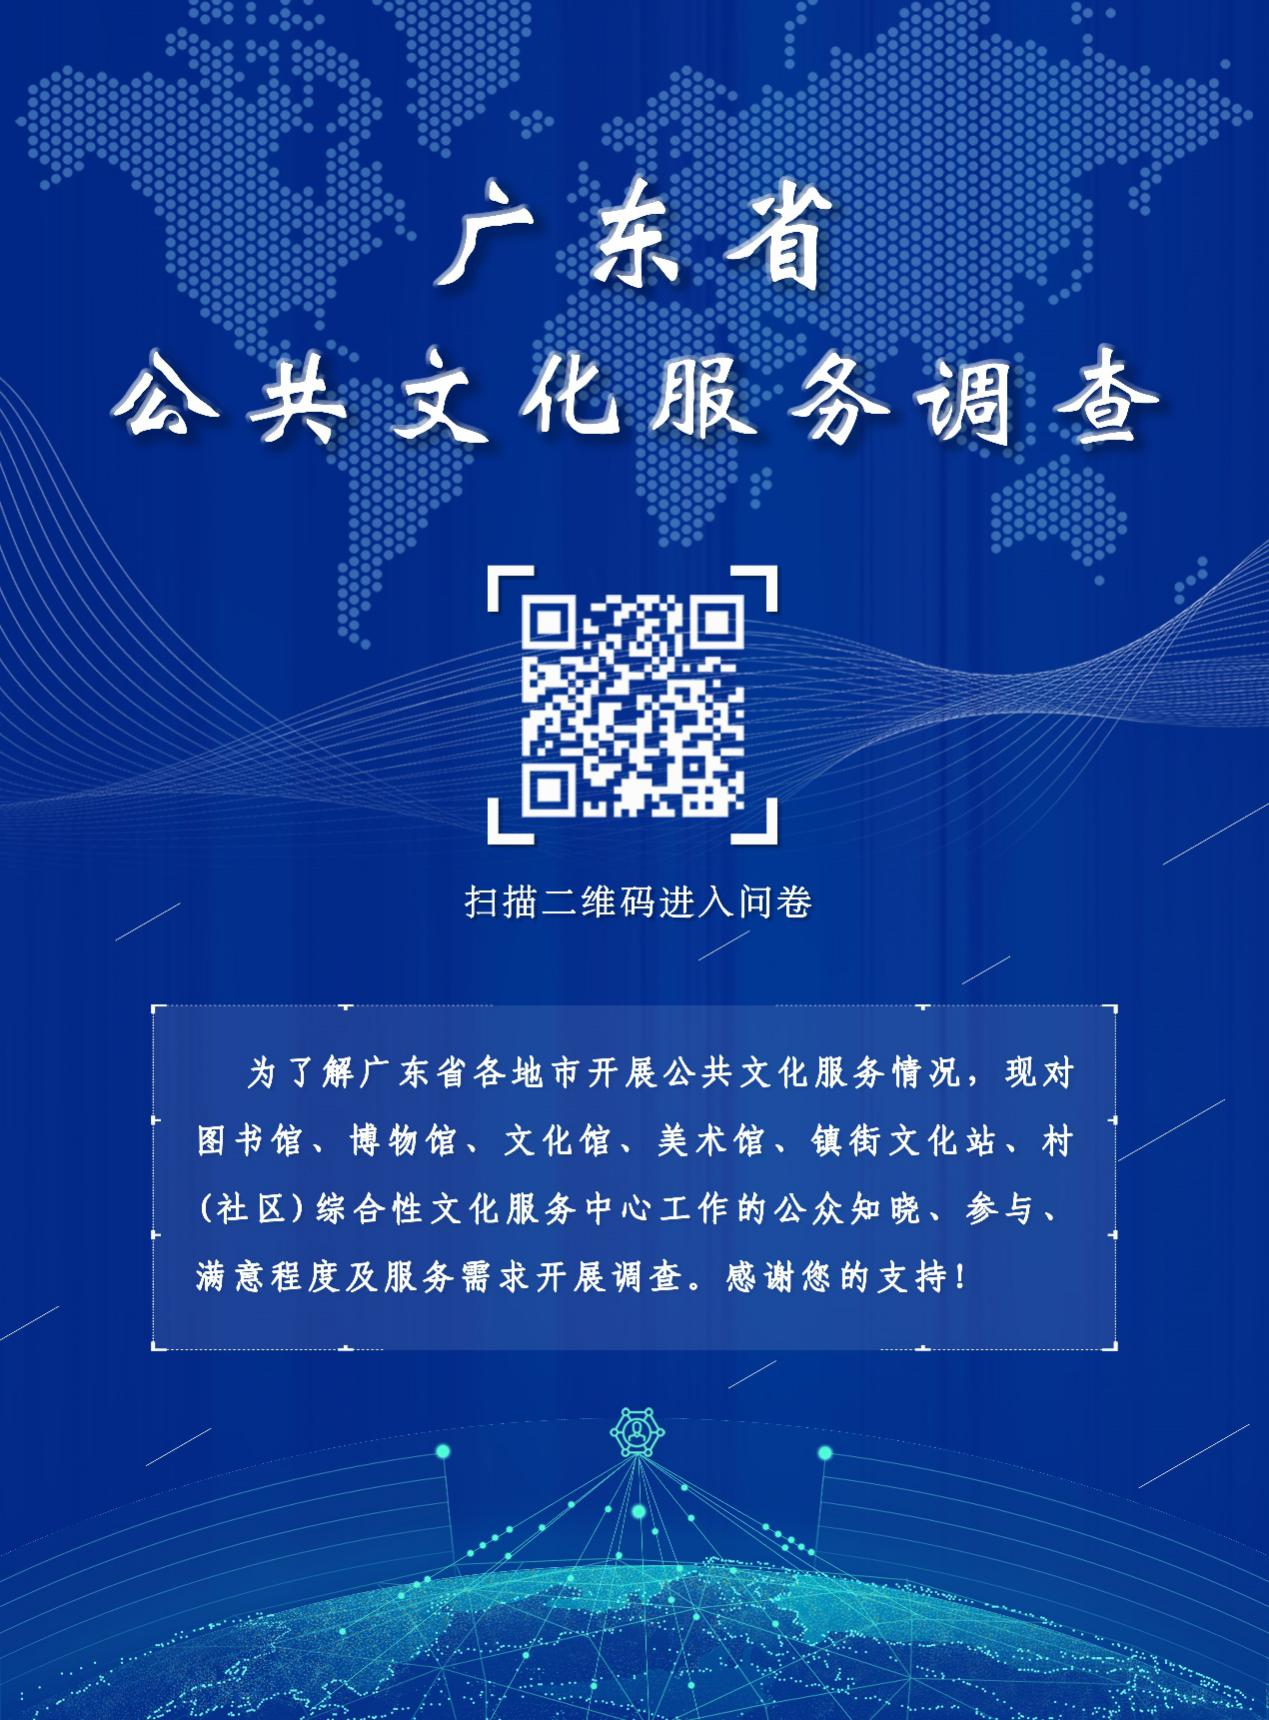 广东省
公共文化服务调查
扫描二维码进入问卷
为了解广东省各地市开展公共文化服务情况，现对
图书馆、博物馆、文化馆、美术馆、镇街文化站、村
(社区)综合性文化服务中心工作的公众知晓、参与、
满意程度及服务需求开展调查。感谢您的支持！